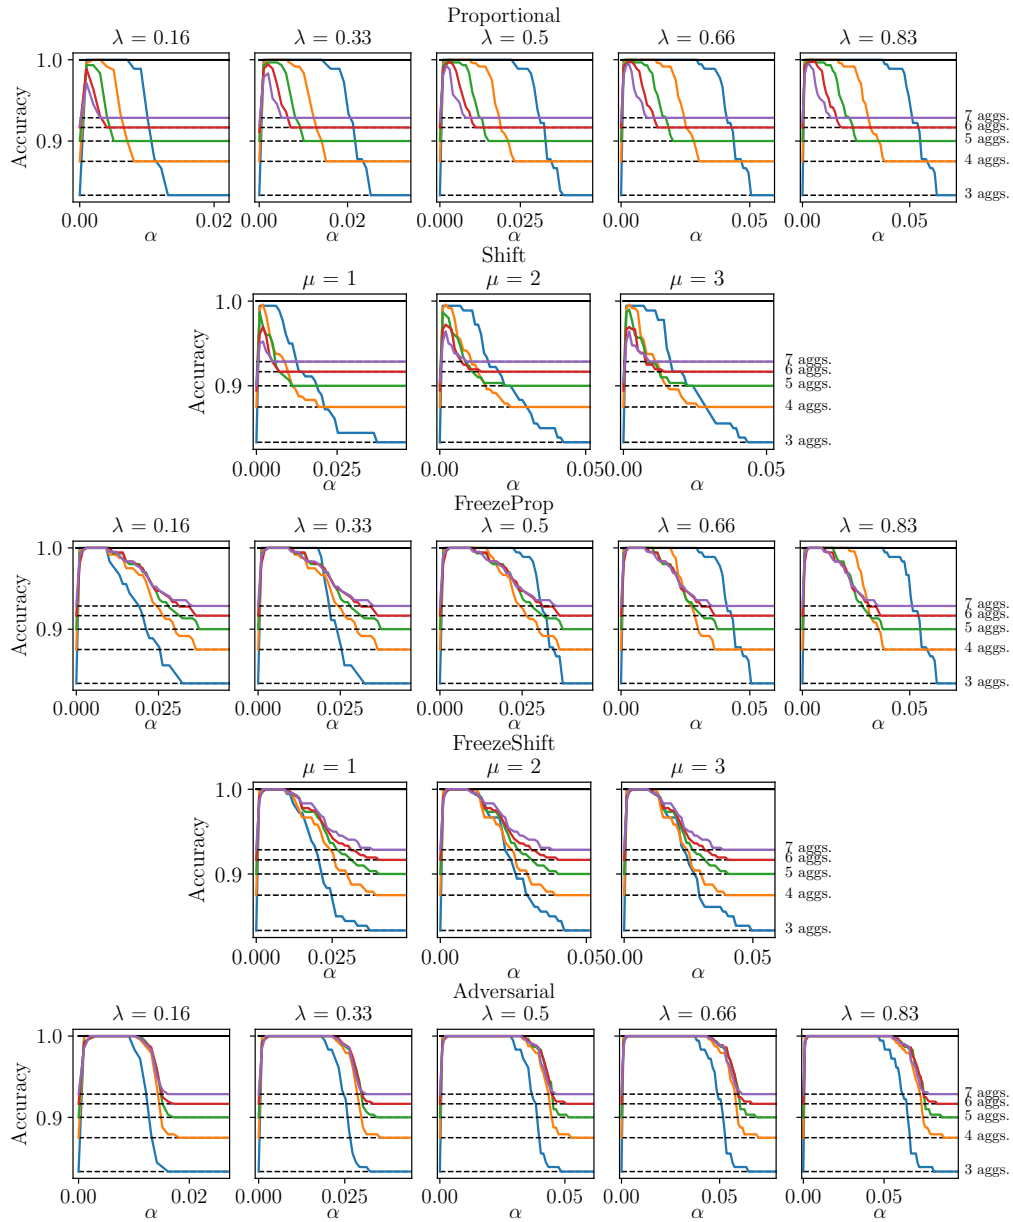 Proportional
λ = 0.16 λ = 0.33 λ = 0.5 λ = 0.66 λ = 0.83
1.0
0.9
Accuracy
7 aggs.
6 aggs.
5 aggs.
4 aggs.
3 aggs.
0.00 0.02 0.00 0.02 0.000 0.025 0.00 0.05 0.00 0.05
α α α α α
Shift
μ = 1 μ = 2 μ = 3
1.0
0.9
Accuracy
7 aggs.
6 aggs.
5 aggs.
4 aggs.
3 aggs.
0.000 0.025 0.00 0.05 0.00 0.05
α α α
FreezeProp
λ = 0.16 λ = 0.33 λ = 0.5 λ = 0.66 λ = 0.83
1.0
0.9
Accuracy
7 aggs.
6 aggs.
5 aggs.
4 aggs.
3 aggs.
0.000 0.025 0.000 0.025 0.000 0.025 0.00 0.05 0.00 0.05
α α α α α
FreezeShift
μ = 1 μ = 2 μ = 3
1.0
0.9
Accuracy
7 aggs.
6 aggs.
5 aggs.
4 aggs.
3 aggs.
0.000 0.025 0.00 0.05 0.00 0.05
α α α
Adversarial
λ = 0.16 λ = 0.33 λ = 0.5 λ = 0.66 λ = 0.83
1.0
0.9
Accuracy
7 aggs.
6 aggs.
5 aggs.
4 aggs.
3 aggs.
0.00 0.02 0.000 0.025 0.00 0.05 0.00 0.05 0.00 0.05
α α α α α